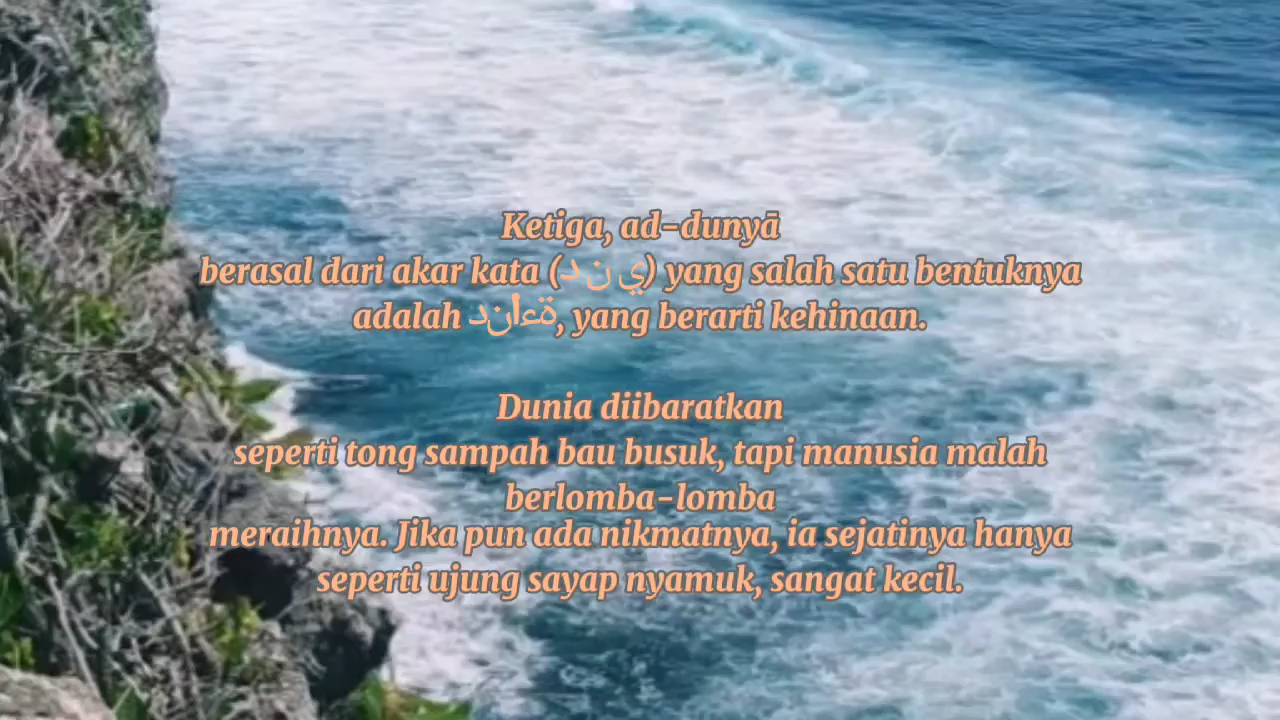 Ketiga, ad-dunyā
berasal dari akar kata (د ن ي) yang salah satu bentuknya
adalah دناءة, yang berarti kehinaan.
Dunia diibaratkan
seperti tong sampah bau busuk, tapi manusia malah
berlomba-lomba
meraihnya. Jika pun ada nikmatnya, ia sejatinya hanya
seperti ujung sayap nyamuk, sangat kecil.